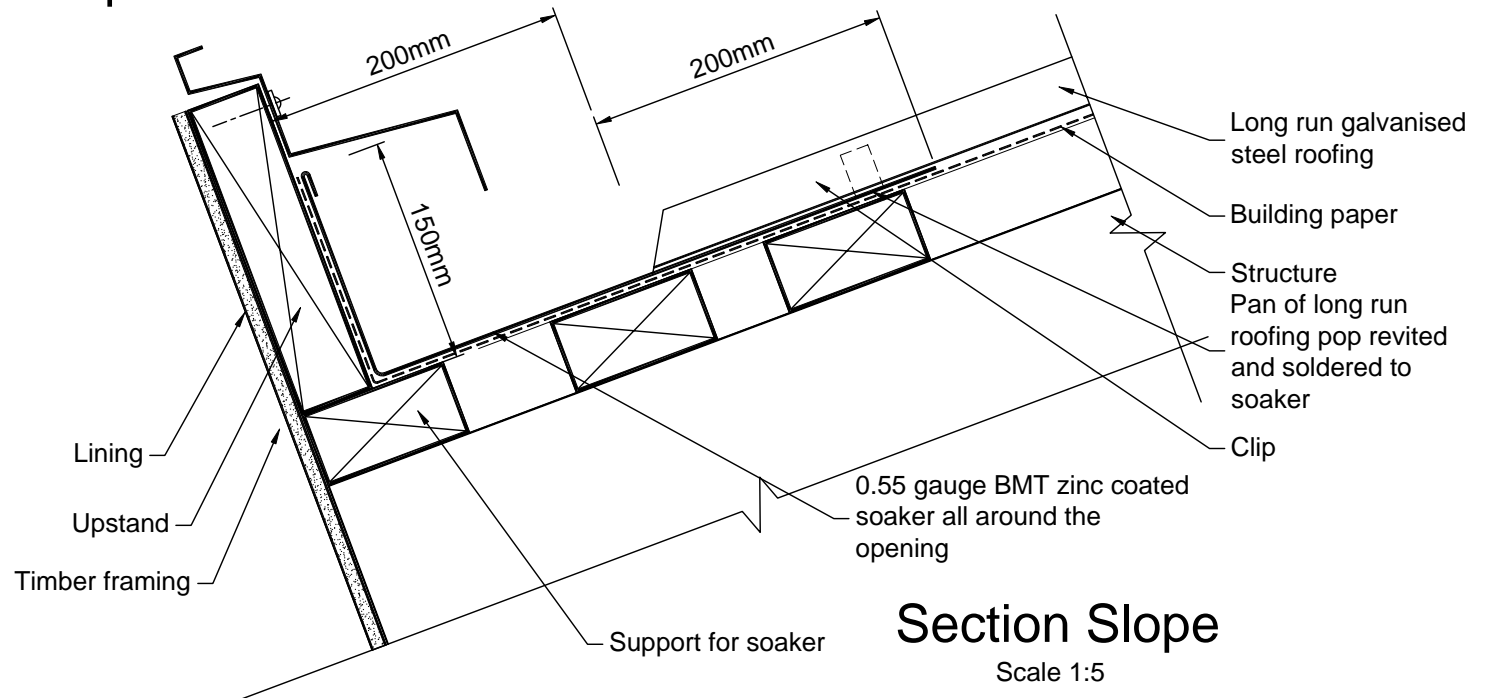 200mm
200mm
150mm
Long run galvanised
steel roofing
Building paper
Structure
Pan of long run
roofing pop revited
and soldered to
soaker
Clip
Lining
Upstand
Timber framing
0.55 gauge BMT zinc coated
soaker all around the
opening
Support for soaker
Section Slope
Scale 1:5